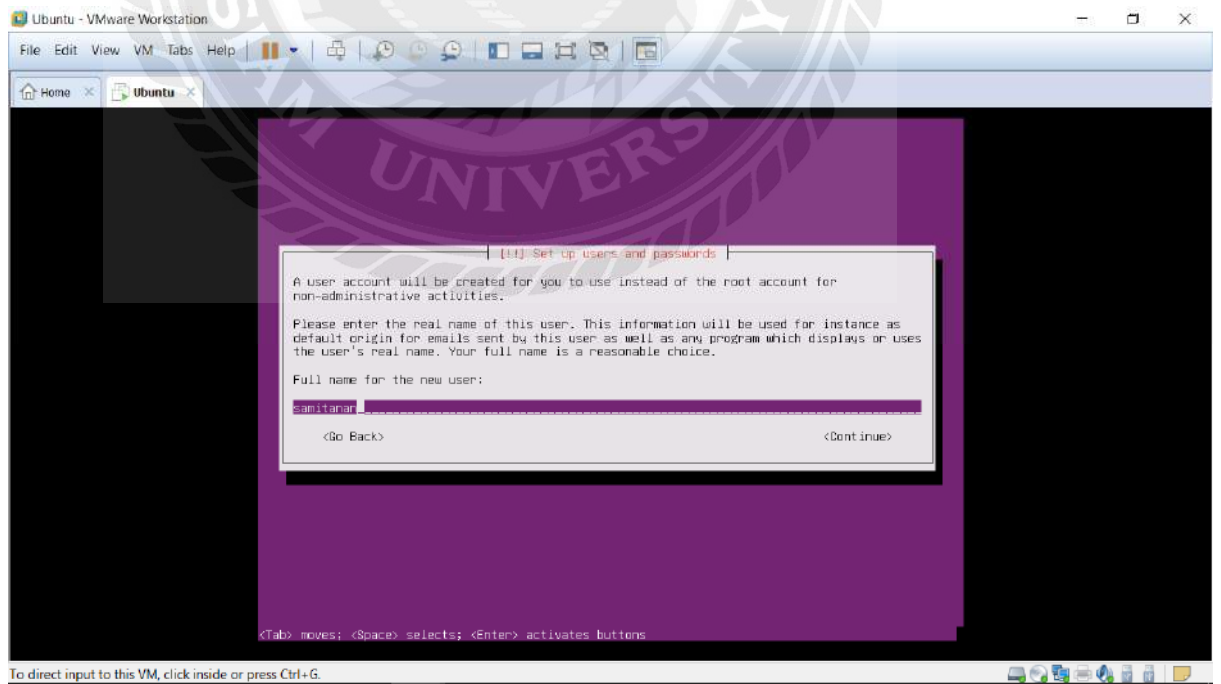 Ubuntu - VMware Workstation
File Edit View VM Tabs Help
Home Ubuntu
UNIVERSITY
[!!] Set up users and passwords
A user account will be created for you to use instead of the root account for
non-administrative activities.
Please enter the real name of this user. This information will be used for instance as
default origin for emails sent by this user as well as any program which displays or uses
the user's real name. Your full name is a reasonable choice.
Full name for the new user:
samitanan
<Go Back> <Continue>
<Tab> moves; <Space> selects; <Enter> activates buttons
To direct input to this VM, click inside or press Ctrl+G.